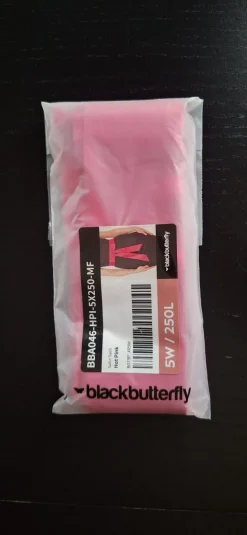 BBA046-HPI-5X250-MF
Hot Pink
blackbutterfly
5W / 250L
blackbutterfly